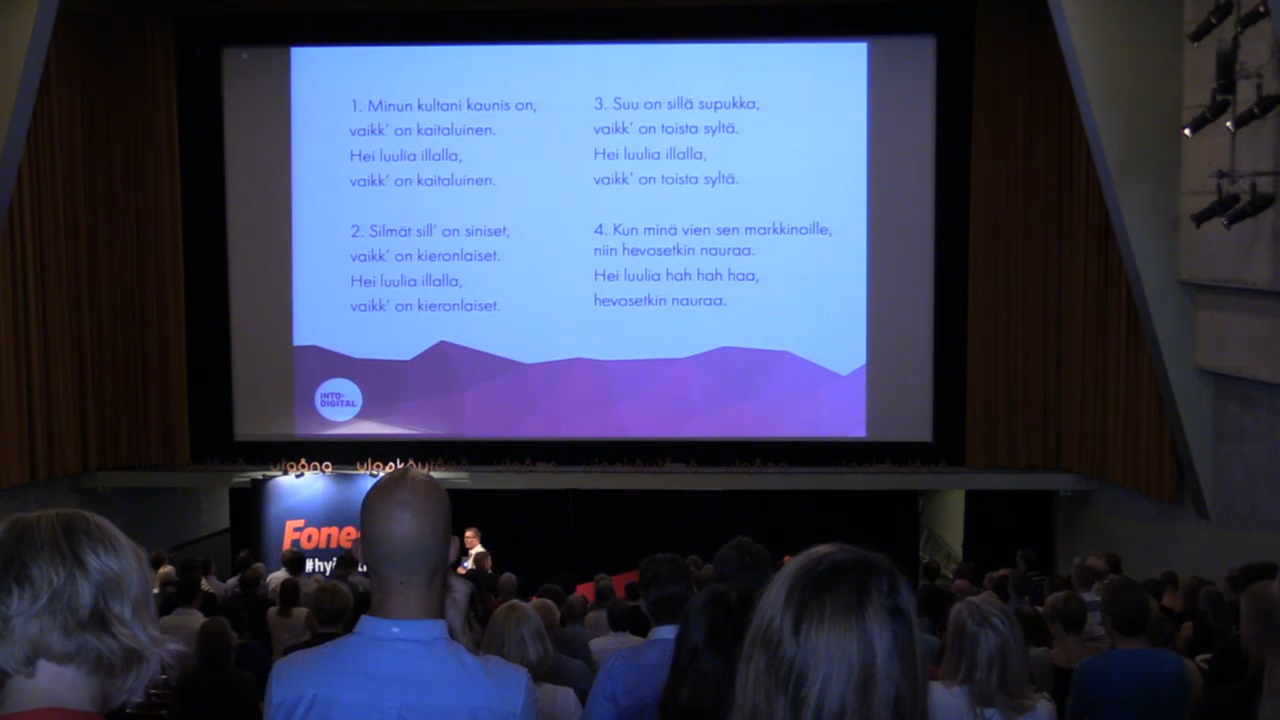 1. Minun kultani kaunis on,
vaikk' on kaitaluinen.
Hei luulia illalla,
vaikk' on kaitaluinen.
2. Silmät sill' on siniset,
vaikk' on kieronlaiset.
Hei luulia illalla,
vaikk' on kieronlaiset.
3. Suu on sillä supukka,
vaikk' on toista syltä.
Hei luulia illalla,
vaikk' on toista syltä.
4. Kun minä vien sen markkinoille,
niin hevosetkin nauraa.
Hei luulia hah hah haa,
hevosetkin nauraa.
INTO-
DIGITAL